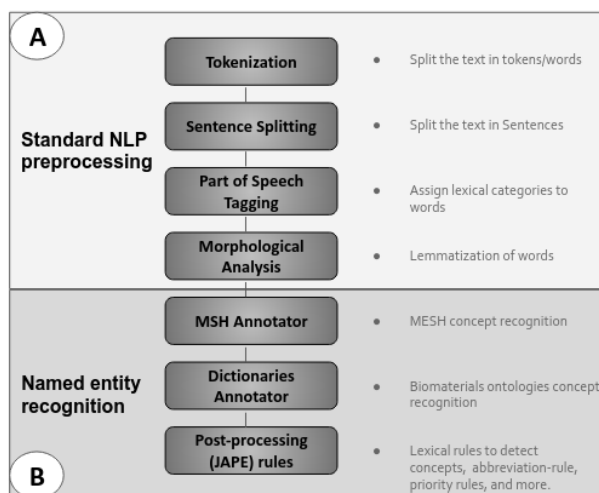 A
Tokenization
Split the text in tokens/words
Standard NLP
preprocessing
Sentence Splitting
Split the text in Sentences
Part of Speech
Tagging
Assign lexical categories to
words
Morphological
Analysis
Lemmatization of words
MSH Annotator
MESH concept recognition
Named entity
recognition
Dictionaries
Annotator
Biomaterials ontologies concept
recognition
Post-processing
(JAPE) rules
Lexical rules to detect
concepts, abbreviation-rule,
priority rules, and more.
B